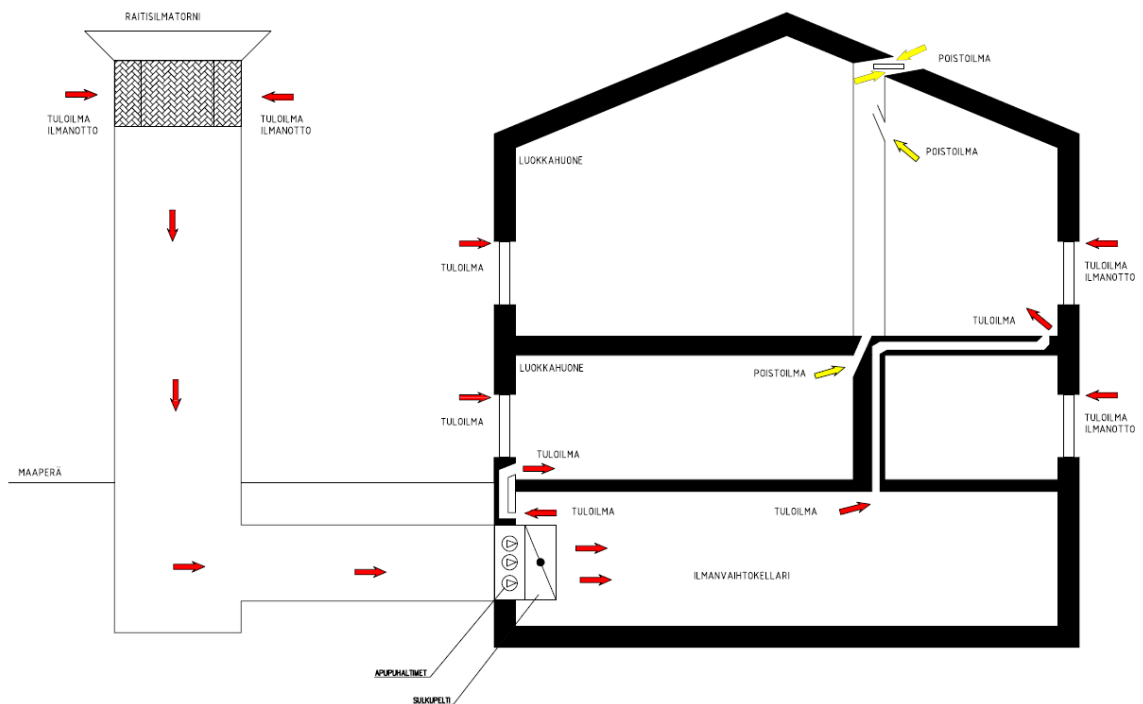 RAITISILMATORNI
POISTOILMA
TULOILMA
ILMANOTTO
TULOILMA
ILMANOTTO
POISTOILMA
LUOKKAHUONE
TULOILMA
TULOILMA
ILMANOTTO
TULOILMA
LUOKKAHUONE
POISTOILMA
TULOILMA
TULOILMA
ILMANOTTO
TULOILMA
MAAPERÄ
TULOILMA
TULOILMA
ILMANVAIHTOKELLARI
APUPUHALTIMET
SULKUPELTI